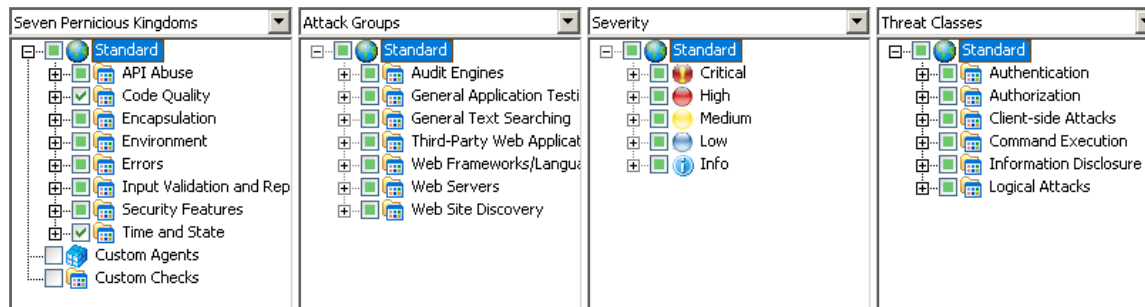 Seven Pernicious Kingdoms
Standard
API Abuse
Code Quality
Encapsulation
Environment
Errors
Input Validation and Rep
Security Features
Time and State
Custom Agents
Custom Checks
Attack Groups
Standard
Audit Engines
General Application Testi
General Text Searching
Third-Party Web Applicat
Web Frameworks/Langua
Web Servers
Web Site Discovery
Severity
Standard
Critical
High
Medium
Low
Info
Threat Classes
Standard
Authentication
Authorization
Client-side Attacks
Command Execution
Information Disclosure
Logical Attacks